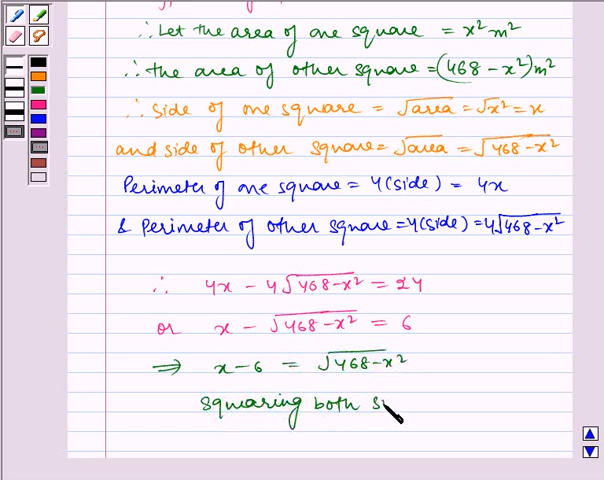 ∴ Let the area of one square = x² m²
∴ the area of other square = (468 - x²) m²
∴ Side of one square = √area = √x² = x
and side of other square = √area = √468-x²
Perimeter of one square = 4(side) = 4x
& Perimeter of other square = 4(side) = 4√468-x²
∴ 4x - 4√468-x² = 24
or x - √468-x² = 6
⇒ x-6 = √468-x²
squaring both s